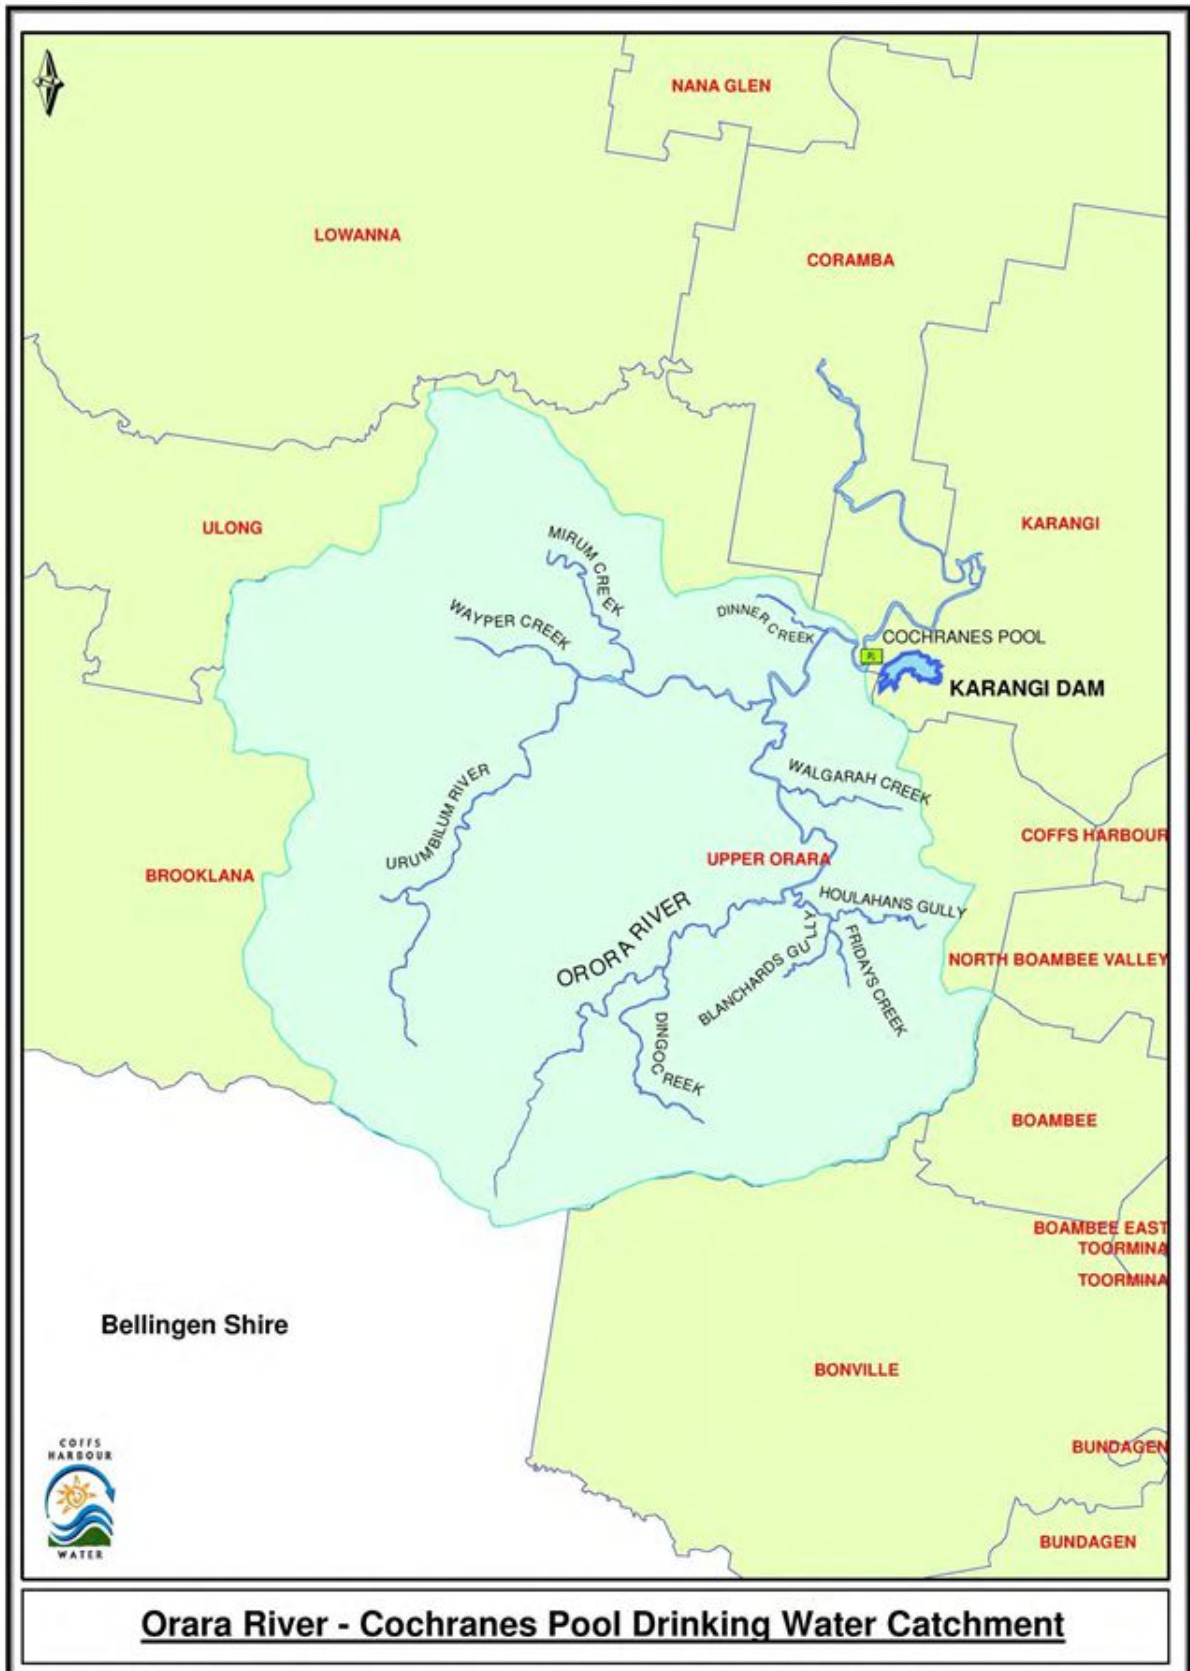 NANA GLEN
LOWANNA
CORAMBA
ULONG
KARANGI
MIRUM CREEK
WAYPER CREEK
DINNER CREEK
COCHRANES POOL
KARANGI DAM
URUMBILUM RIVER
WALGARAH CREEK
COFFS HARBOUR
UPPER ORARA
BROOKLANA
HOULAHANS GULLY
ORORA RIVER
BLANCHARDS GULLY
FRIDAYS CREEK
NORTH BOAMBEE VALLEY
DINGO CREEK
BOAMBEE
BOAMBEE EAST
TOORMINA
TOORMINA
Bellingen Shire
BONVILLE
BUNDAGEN
BUNDAGEN
COFFS
HARBOUR
WATER
Orara River - Cochranes Pool Drinking Water Catchment